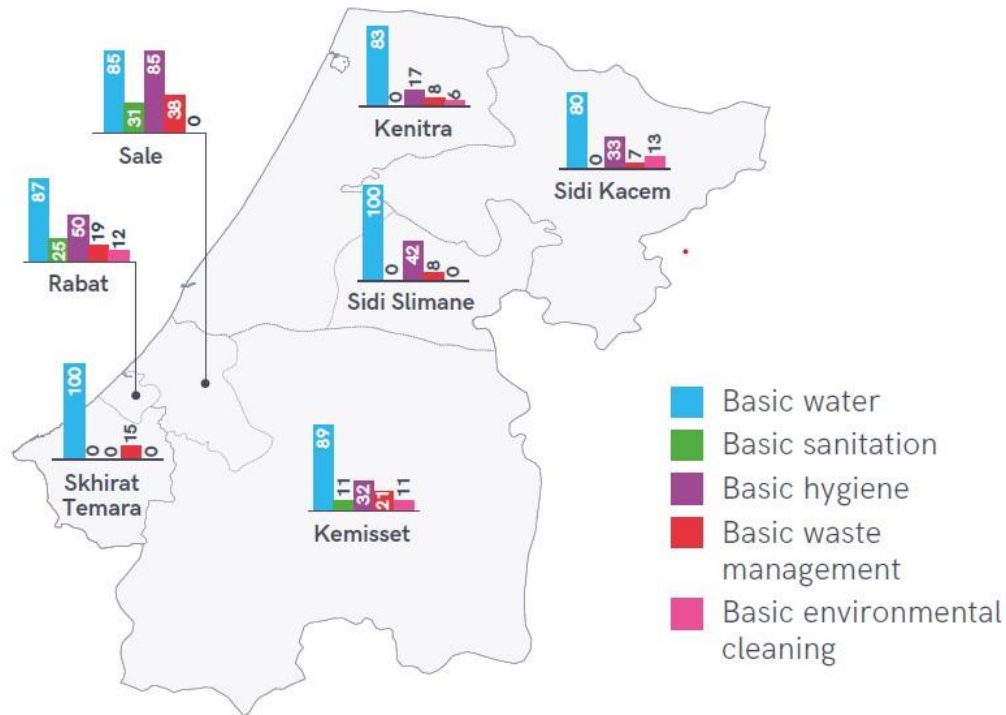 85
31
85
38
0
Sale
83
0
17
8
6
Kenitra
80
0
33
7
13
Sidi Kacem
87
25
50
19
12
Rabat
100
0
42
8
0
Sidi Slimane
100
0
0
15
0
Skhirat
Temara
89
11
32
21
11
Kemisset
Basic water
Basic sanitation
Basic hygiene
Basic waste
management
Basic environmental
cleaning